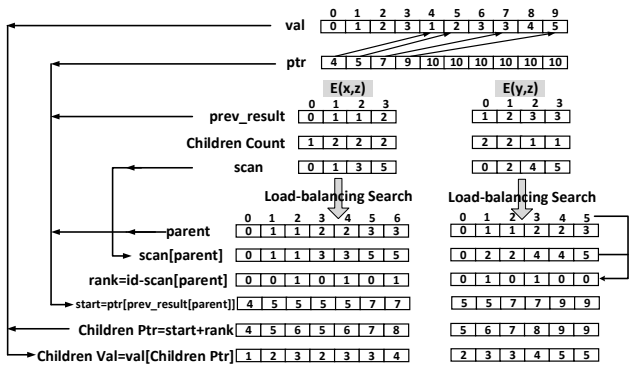 0 1 2 3 4 5 6 7 8 9
val 0 1 2 3 1 2 3 3 4 5
ptr 4 5 7 9 10 10 10 10 10 10
E(x,z) E(y,z)
0 1 2 3 0 1 2 3
prev_result 0 1 1 2 1 2 3 3
Children Count 1 2 2 2 2 2 1 1
scan 0 1 3 5 0 2 4 5
Load-balancing Search Load-balancing Search
0 1 2 3 4 5 6 0 1 2 3 4 5
parent 0 1 1 2 2 3 3 0 1 1 2 2 3
scan[parent] 0 1 1 3 3 5 5 0 2 2 4 4 5
rank=id-scan[parent] 0 0 1 0 1 0 1 0 1 0 1 0 0
start=ptr[prev_result[parent]] 4 5 5 5 5 7 7 5 5 7 7 9 9
Children Ptr=start+rank 4 5 6 5 6 7 8 5 6 7 8 9 9
Children Val=val[Children Ptr] 1 2 3 2 3 3 4 2 3 3 4 5 5